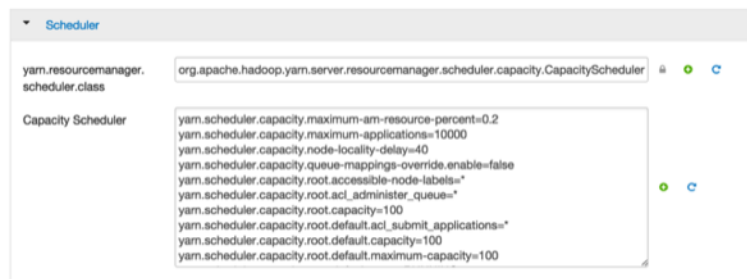 Scheduler
yarn.resourcemanager.
scheduler.class
org.apache.hadoop.yarn.server.resourcemanager.scheduler.capacity.CapacityScheduler
Capacity Scheduler
yarn.scheduler.capacity.maximum-am-resource-percent=0.2
yarn.scheduler.capacity.maximum-applications=10000
yarn.scheduler.capacity.node-locality-delay=40
yarn.scheduler.capacity.queue-mappings-override.enable=false
yarn.scheduler.capacity.root.accessible-node-labels=*
yarn.scheduler.capacity.root.acl_administer_queue=*
yarn.scheduler.capacity.root.capacity=100
yarn.scheduler.capacity.root.default.acl_submit_applications=*
yarn.scheduler.capacity.root.default.capacity=100
yarn.scheduler.capacity.root.default.maximum-capacity=100